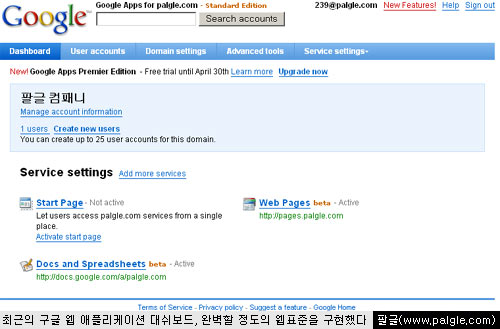 Google Apps for palgle.com - Standard Edition
239@palgle.com New Features! Help Sign out
Search accounts
Dashboard User accounts Domain settings Advanced tools Service settings
New! Google Apps Premier Edition - Free trial until April 30th Learn more Upgrade now
팔글 컴패니
Manage account information
1 users Create new users
You can create up to 25 user accounts for this domain.
Service settings Add more services
Start Page - Not active
Let users access palgle.com services from a single place.
Activate start page
Web Pages beta - Active
http://pages.palgle.com
Docs and Spreadsheets beta - Active
http://docs.google.com/a/palgle.com
Terms of Service - Privacy policy - Suggest a feature - Google Home
최근의 구글 웹 애플리케이션 대쉬보드, 완벽할 정도의 웹표준을 구현했다 팔글(www.palgle.com)